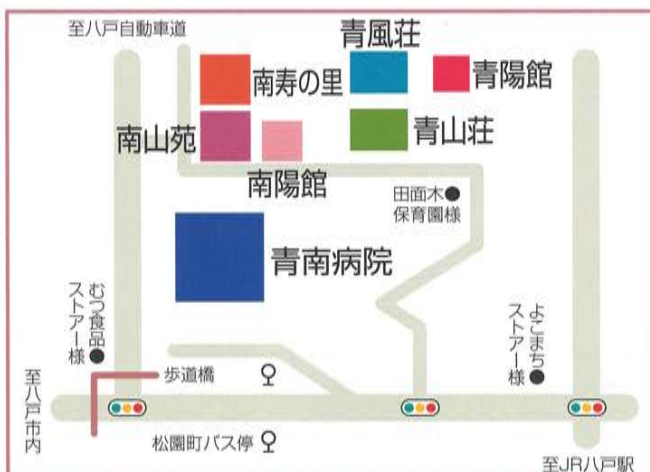 至八戸自動車道
青風荘
南寿の里
青陽館
南山苑
青山荘
南陽館
田面木
保育園様
青南病院
むつ食品
ストアー様
よこまち
ストアー様
歩道橋
至八戸市内
松園町バス停
至JR八戸駅